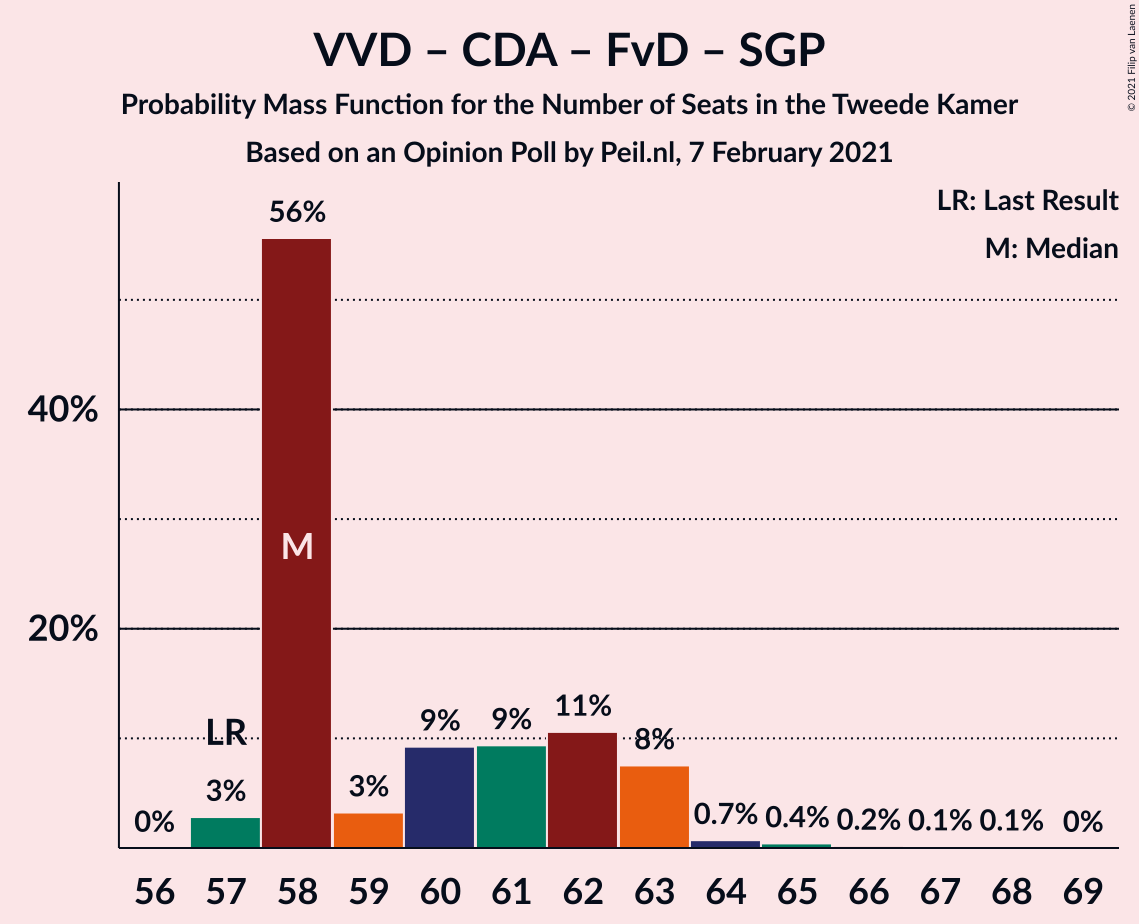 VVD – CDA – FvD – SGP
Probability Mass Function for the Number of Seats in the Tweede Kamer
Based on an Opinion Poll by Peil.nl, 7 February 2021
© 2021 Filip van Laenen
LR: Last Result
M: Median
40%
20%
0%
LR
3%
56%
M
3%
9%
9%
11%
8%
0.7%
0.4%
0.2%
0.1%
0.1%
0%
56 57 58 59 60 61 62 63 64 65 66 67 68 69